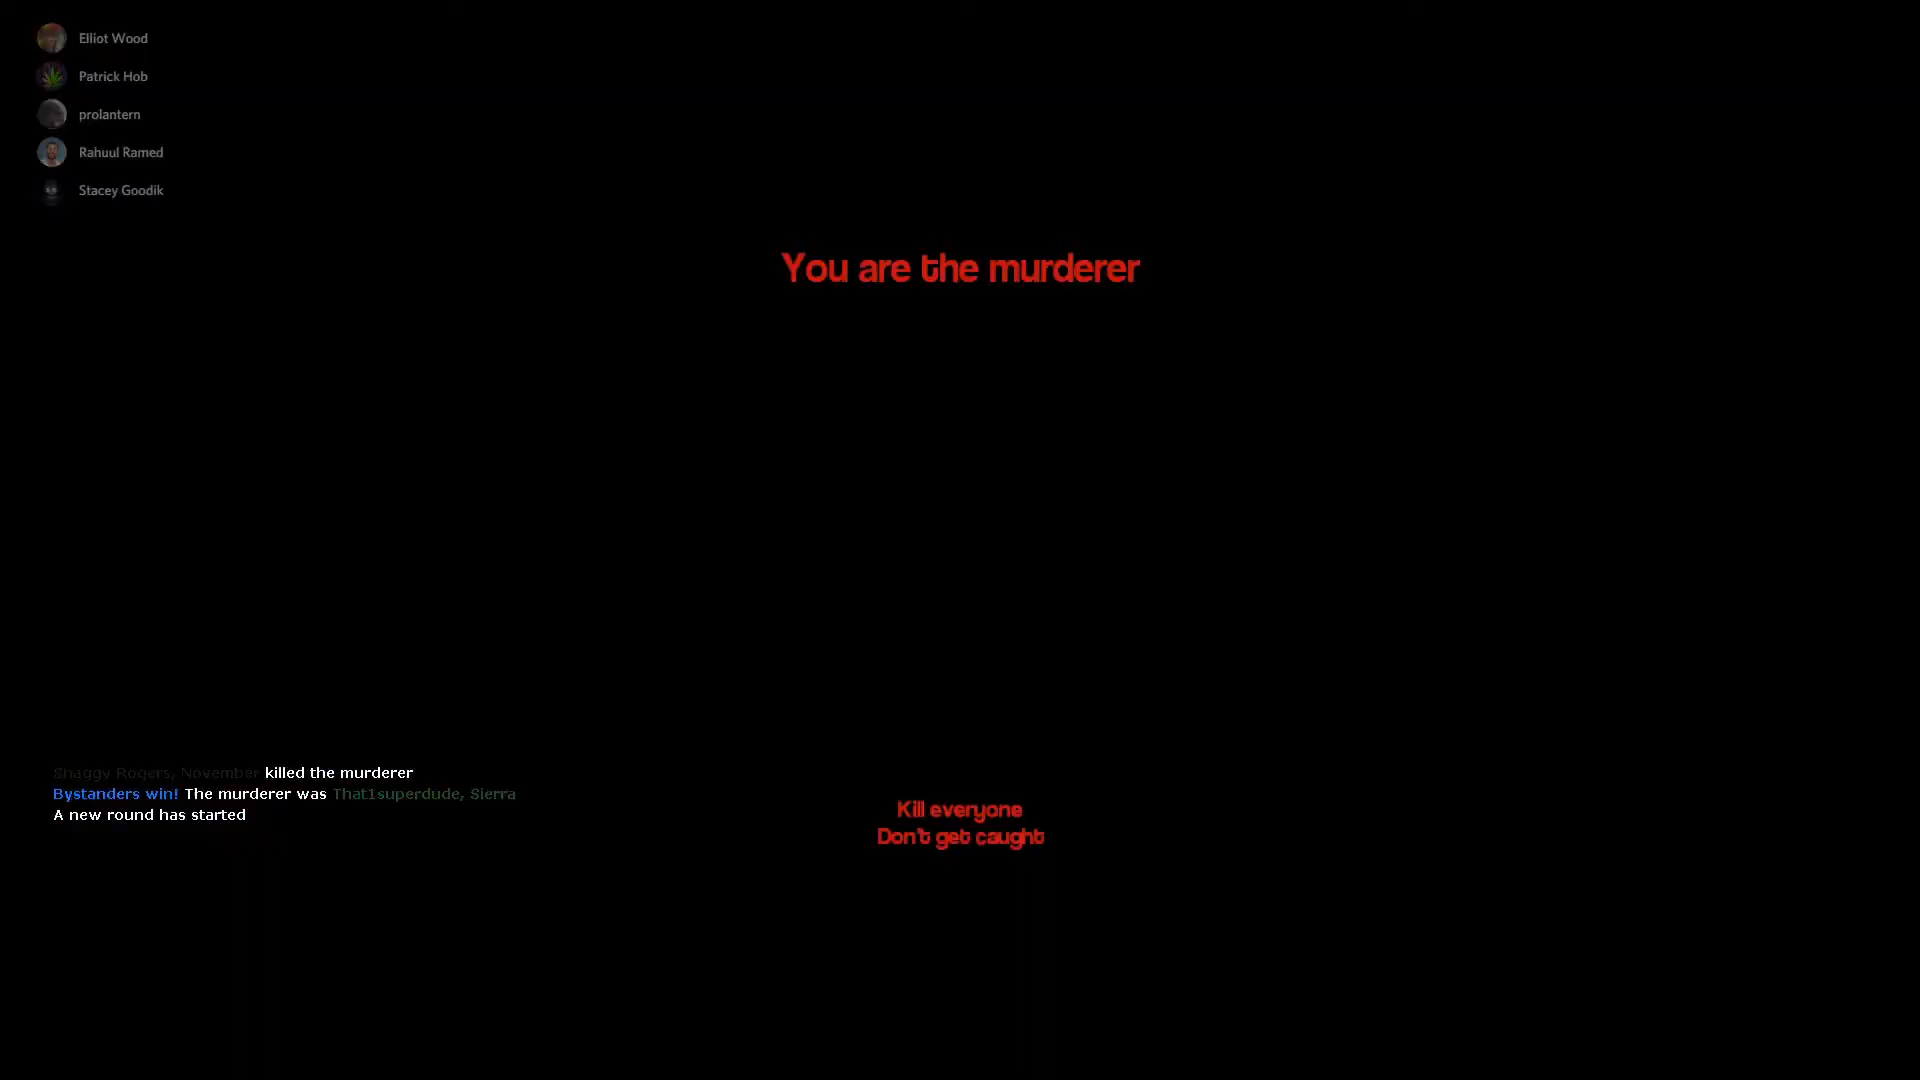 Elliot Wood
Patrick Hob
prolantern
Rahuul Ramed
Stacey Goodik
You are the murderer
Shaggy Rogers, November killed the murderer
Bystanders win! The murderer was That1superdude, Sierra
A new round has started
Kill everyone
Don't get caught